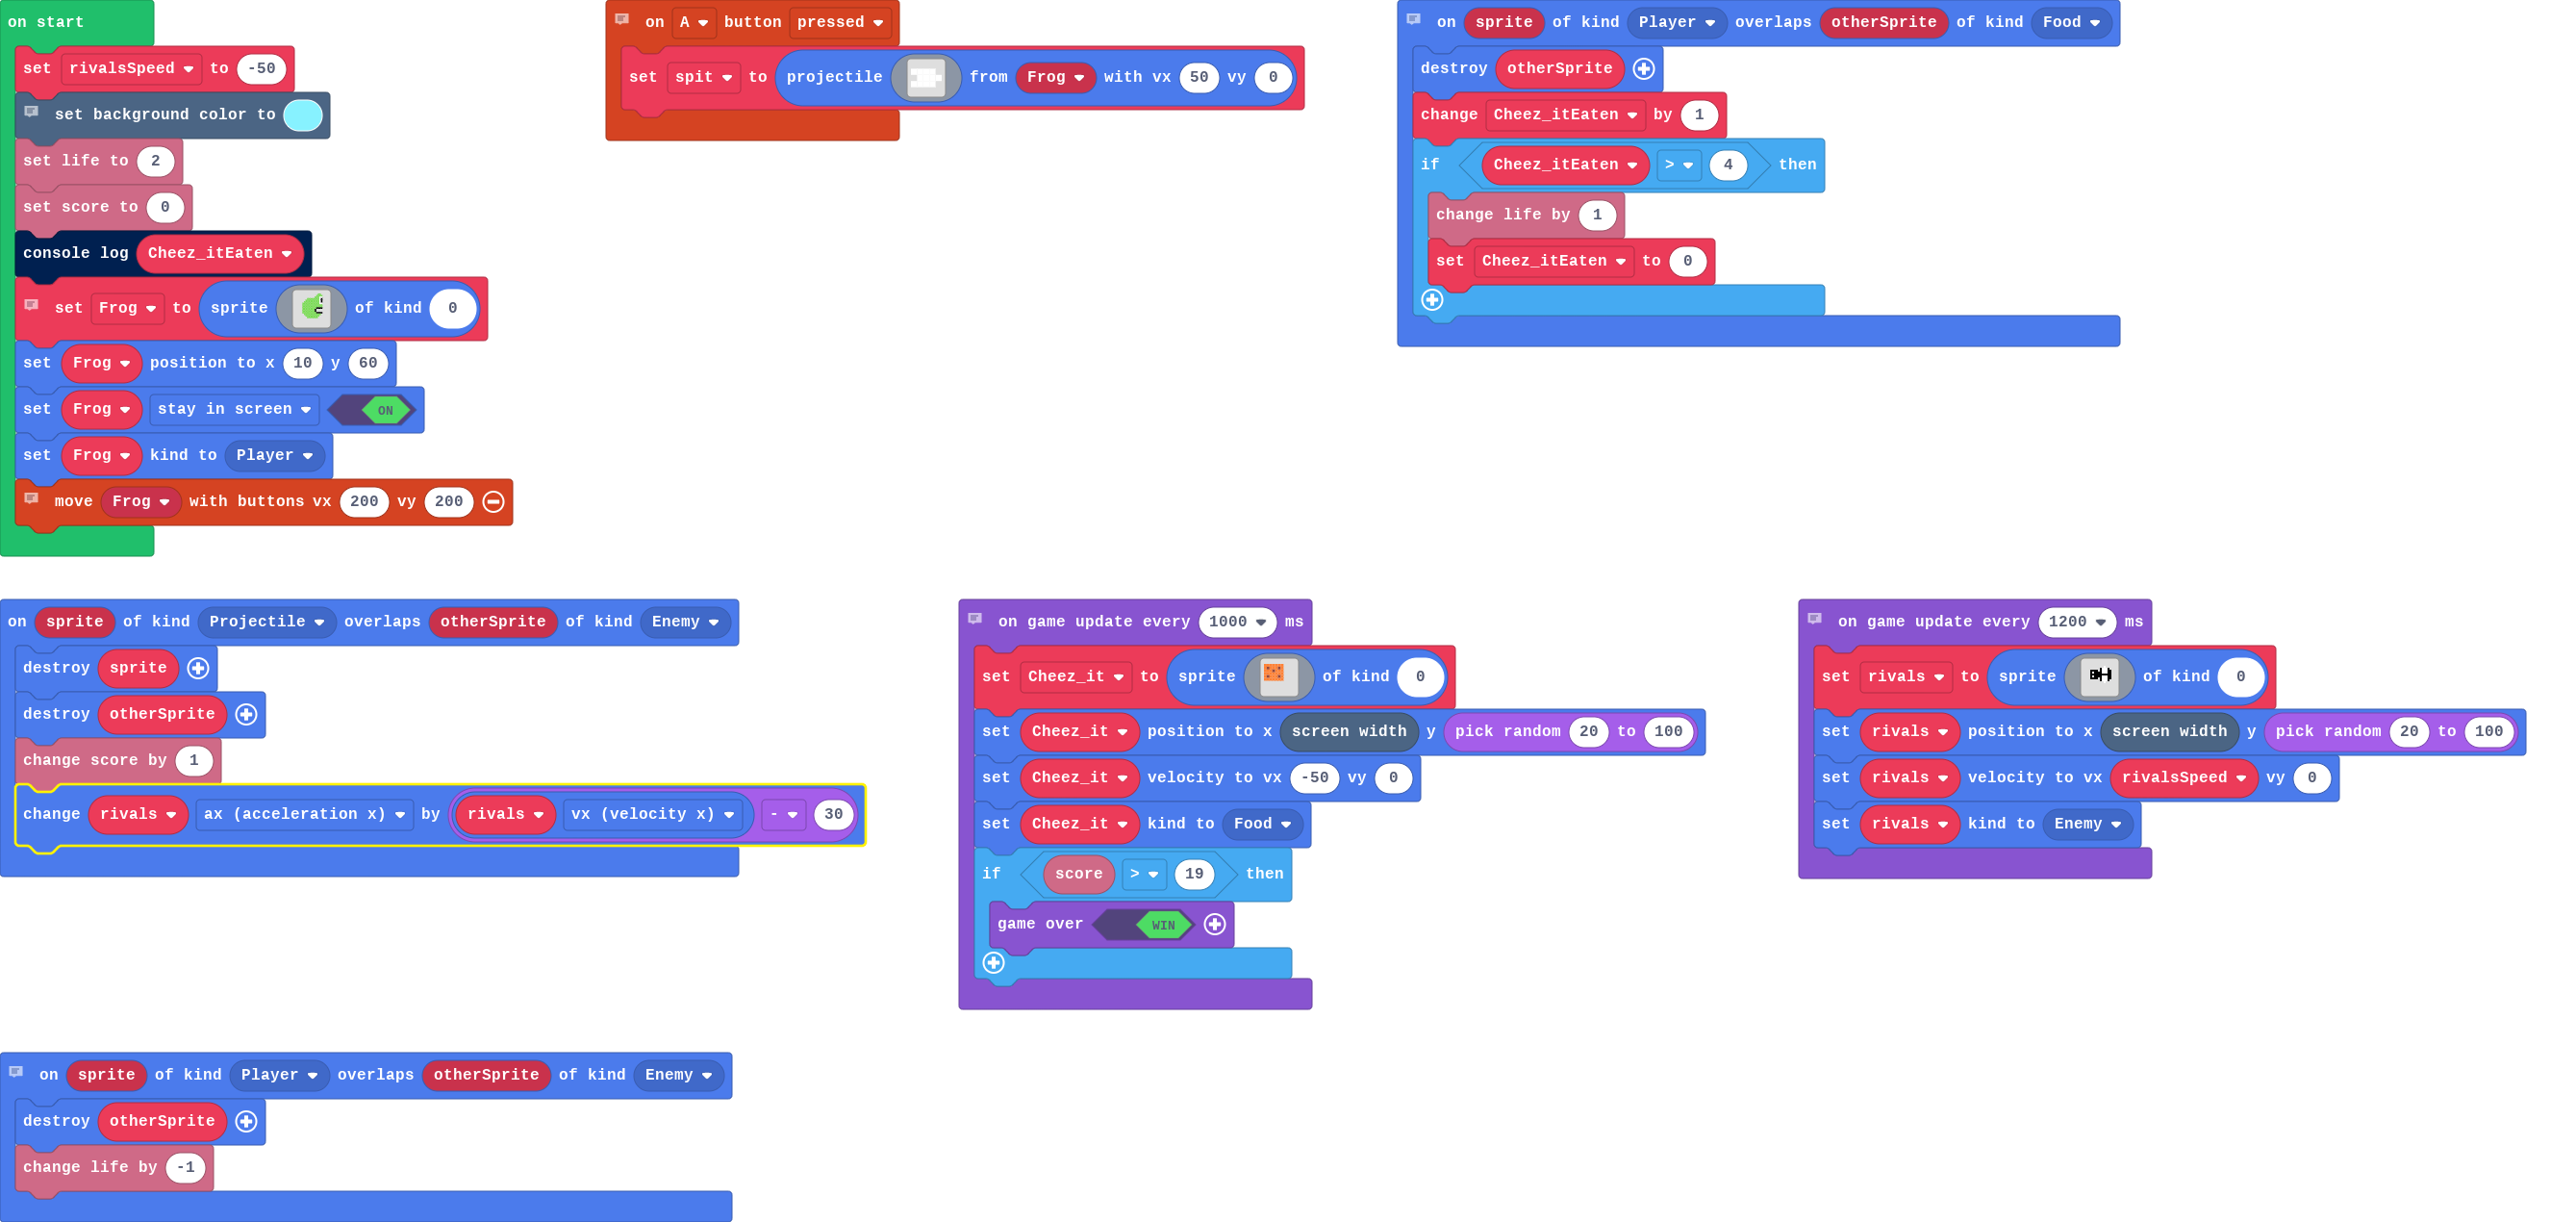 on start
set rivalsSpeed to -50
set background color to
set life to 2
set score to 0
console log Cheez_itEaten
set Frog to sprite of kind 0
set Frog position to x 10 y 60
set Frog stay in screen ON
set Frog kind to Player
move Frog with buttons vx 200 vy 200
on A button pressed
set spit to projectile from Frog with vx 50 vy 0
on sprite of kind Player overlaps otherSprite of kind Food
destroy otherSprite
change Cheez_itEaten by 1
if Cheez_itEaten > 4 then
change life by 1
set Cheez_itEaten to 0
on sprite of kind Projectile overlaps otherSprite of kind Enemy
destroy sprite
destroy otherSprite
change score by 1
change rivals ax (acceleration x) by rivals vx (velocity x) - 30
on game update every 1000 ms
set Cheez_it to sprite of kind 0
set Cheez_it position to x screen width y pick random 20 to 100
set Cheez_it velocity to vx -50 vy 0
set Cheez_it kind to Food
if score > 19 then
game over WIN
on game update every 1200 ms
set rivals to sprite of kind 0
set rivals position to x screen width y pick random 20 to 100
set rivals velocity to vx rivalsSpeed vy 0
set rivals kind to Enemy
on sprite of kind Player overlaps otherSprite of kind Enemy
destroy otherSprite
change life by -1